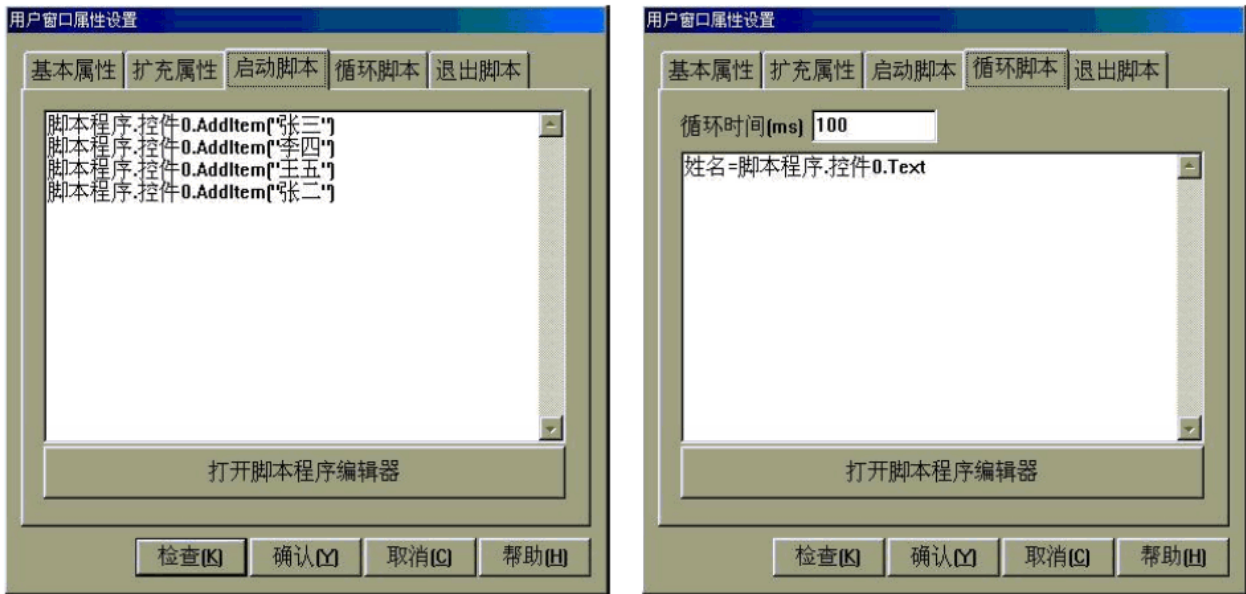 用户窗口属性设置
基本属性 扩充属性 启动脚本 循环脚本 退出脚本
脚本程序.控件0.AddItem("张三")
脚本程序.控件0.AddItem("李四")
脚本程序.控件0.AddItem("王五")
脚本程序.控件0.AddItem("张二")
打开脚本程序编辑器
检查(K) 确认(Y) 取消(C) 帮助(H)
用户窗口属性设置
基本属性 扩充属性 启动脚本 循环脚本 退出脚本
循环时间(ms) 100
姓名=脚本程序.控件0.Text
打开脚本程序编辑器
检查(K) 确认(Y) 取消(C) 帮助(H)